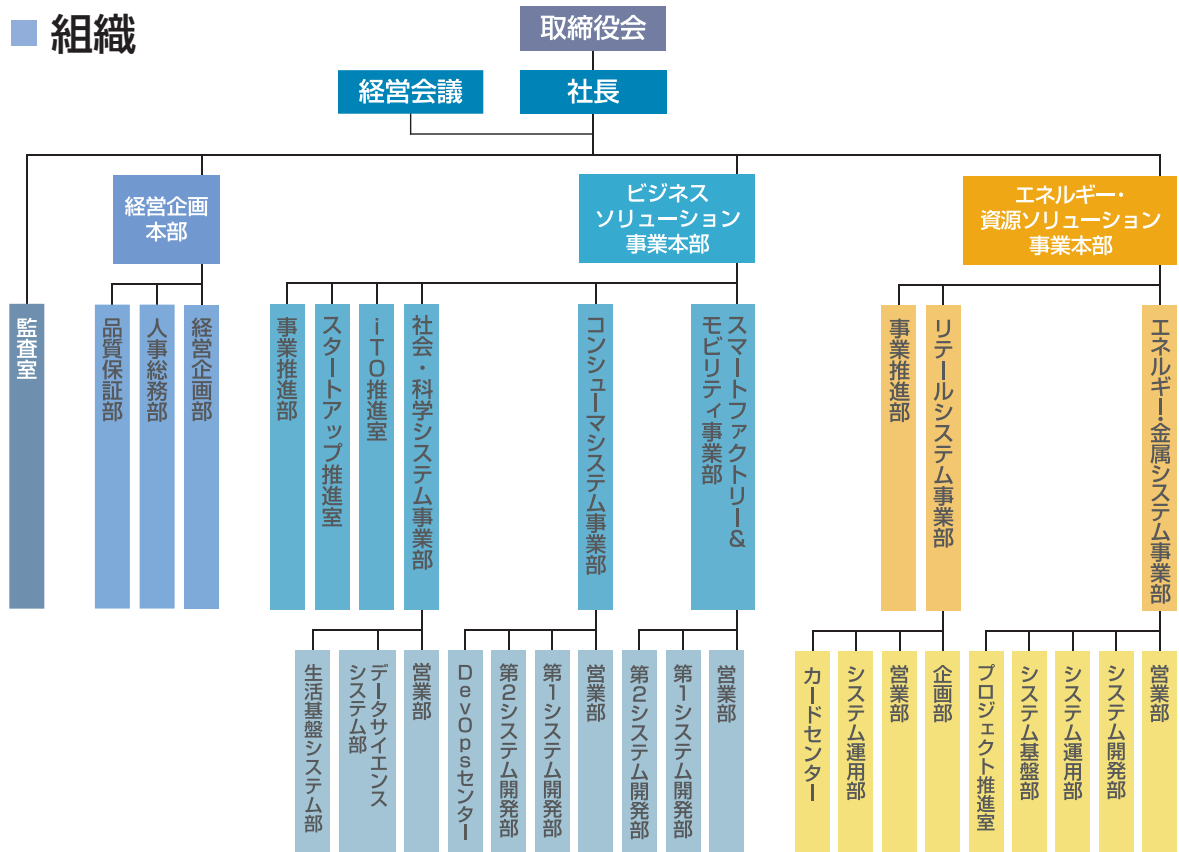 組織
取締役会
経営会議
社長
経営企画
本部
ビジネス
ソリューション
事業本部
エネルギー・
資源ソリューション
事業本部
監査室
品質保証部
人事総務部
経営企画部
事業推進部
スタートアップ推進室
iTO推進室
社会・科学システム事業部
コンシューマシステム事業部
スマートファクトリー&
モビリティ事業部
事業推進部
リテールシステム事業部
エネルギー・金属システム事業部
生活基盤システム部
データサイエンス
システム部
営業部
DevOpsセンター
第2システム開発部
第1システム開発部
営業部
第2システム開発部
第1システム開発部
営業部
カードセンター
システム運用部
営業部
企画部
プロジェクト推進室
システム基盤部
システム運用部
システム開発部
営業部